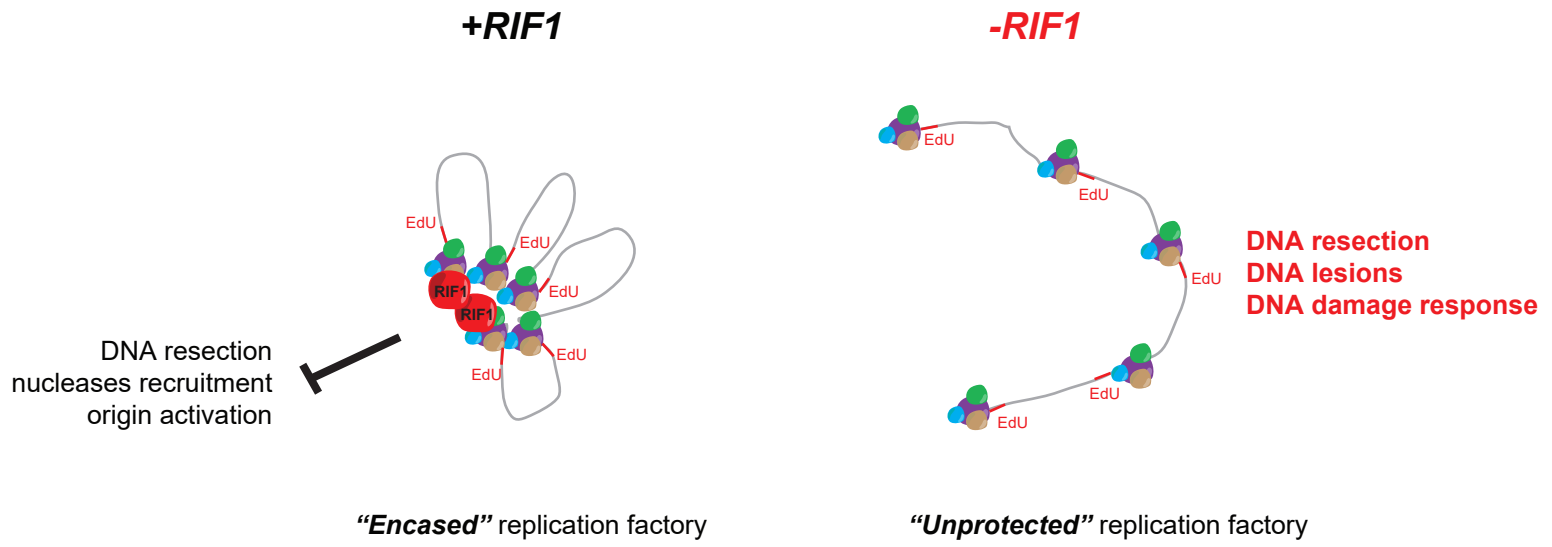 +RIF1
-RIF1
EdU
EdU
EdU
RIF1
RIF1
EdU
EdU
DNA resection
nucleases recruitment
origin activation
EdU
EdU
EdU
EdU
EdU
DNA resection
DNA lesions
DNA damage response
“Encased” replication factory
“Unprotected” replication factory